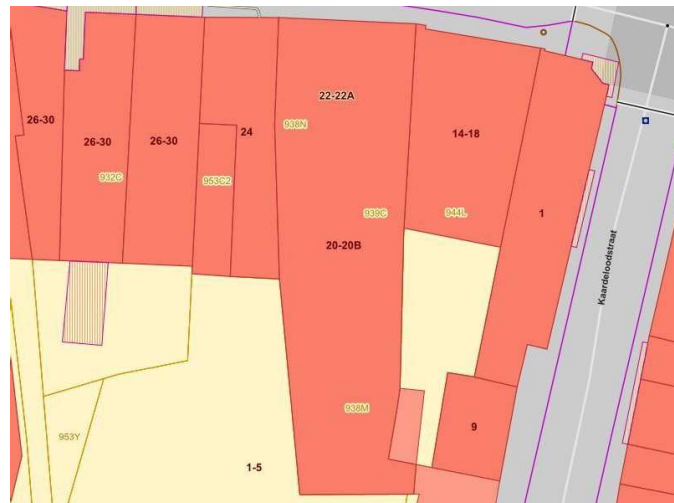 22-22A
26-30
24
938N
26-30
26-30
14-18
932C
953C2
939C
944L
1
20-20B
Kaardeloodstraat
938M
953Y
9
1-5